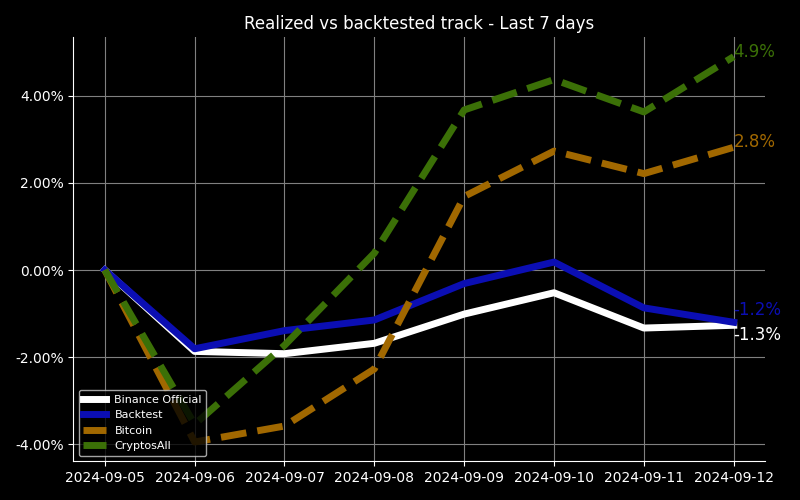 Realized vs backtested track - Last 7 days
4.9%
4.00%
2.8%
2.00%
0.00%
-1.2%
-1.3%
-2.00%
Binance Official
Backtest
Bitcoin
CryptosAll
-4.00%
2024-09-05 2024-09-06 2024-09-07 2024-09-08 2024-09-09 2024-09-10 2024-09-11 2024-09-12